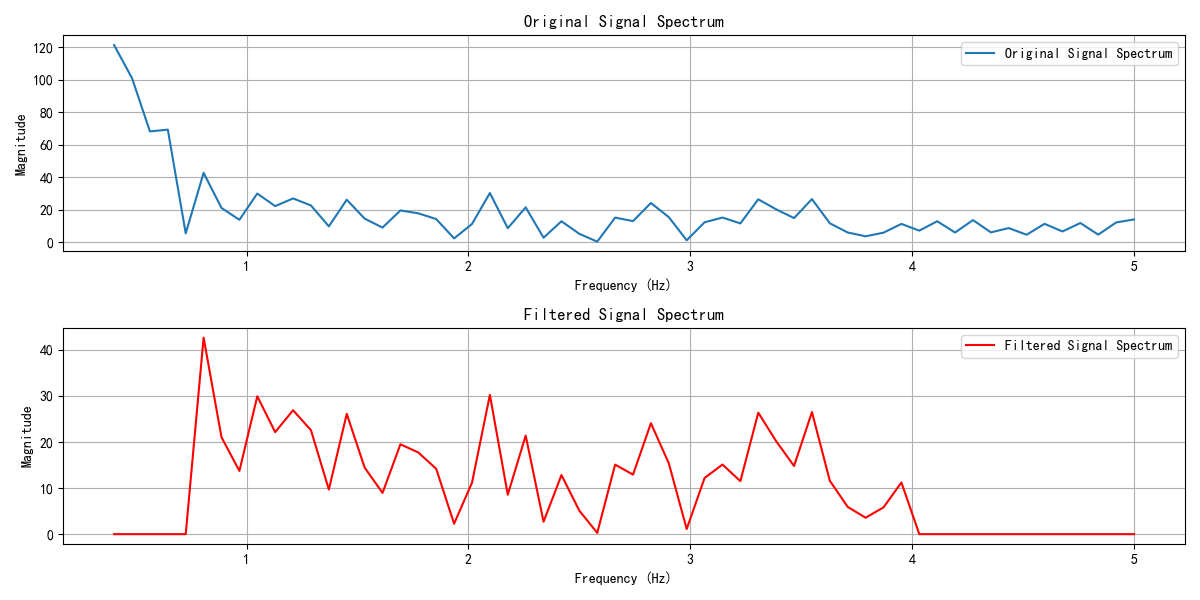 Original Signal Spectrum
120
100
80
60
40
20
0
Magnitude
Original Signal Spectrum
1
2
3
4
5
Frequency (Hz)
Filtered Signal Spectrum
40
30
20
10
0
Magnitude
Filtered Signal Spectrum
1
2
3
4
5
Frequency (Hz)